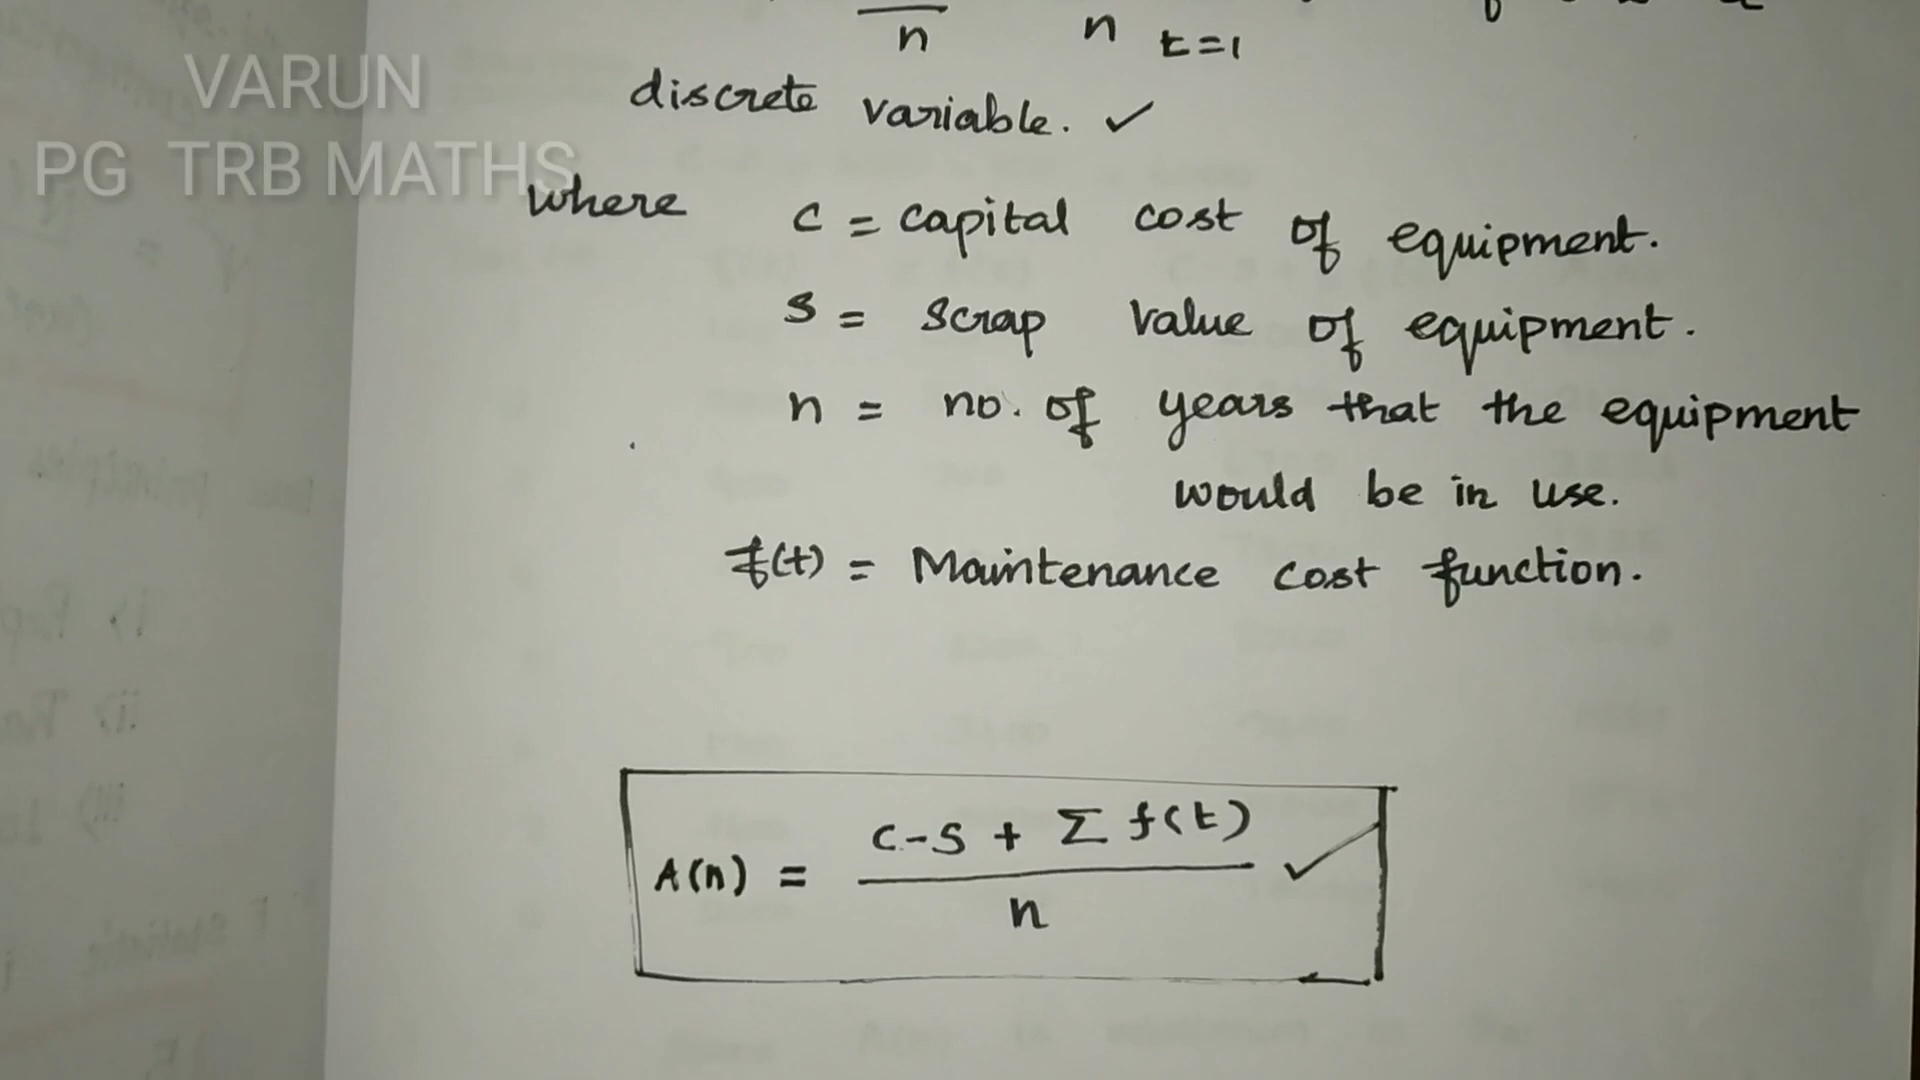 n n t=1
VARUN
discrete variable. ✓
PG TRB MATHS
where c = capital cost of equipment.
s = scrap value of equipment.
n = no. of years that the equipment
would be in use.
f(t) = Maintenance cost function.
A(n) = C-S + Σ f(t) / n ✓